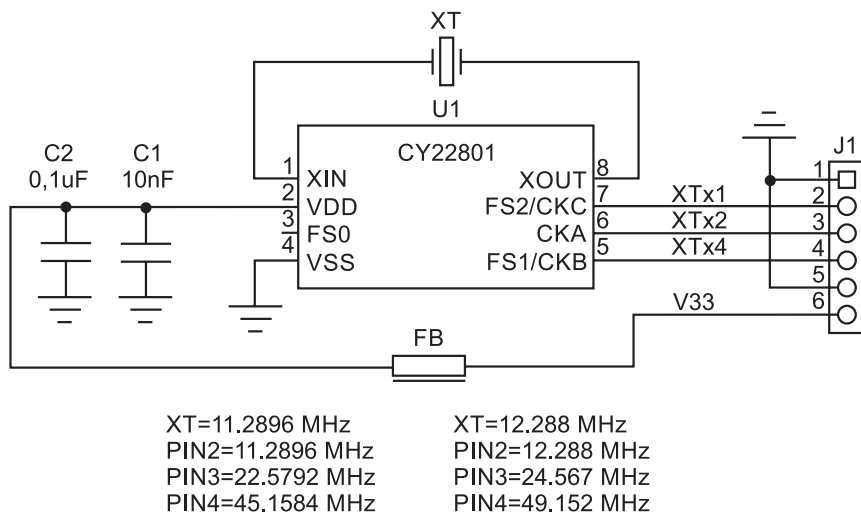 XT
U1
C2
0,1uF
C1
10nF
CY22801
J1
1
2
3
4
XIN
VDD
FS0
VSS
XOUT
FS2/CKC
CKA
FS1/CKB
8
7
6
5
XTx1
XTx2
XTx4
V33
1
2
3
4
5
6
FB
XT=11.2896 MHz
PIN2=11.2896 MHz
PIN3=22.5792 MHz
PIN4=45.1584 MHz
XT=12.288 MHz
PIN2=12.288 MHz
PIN3=24.567 MHz
PIN4=49.152 MHz